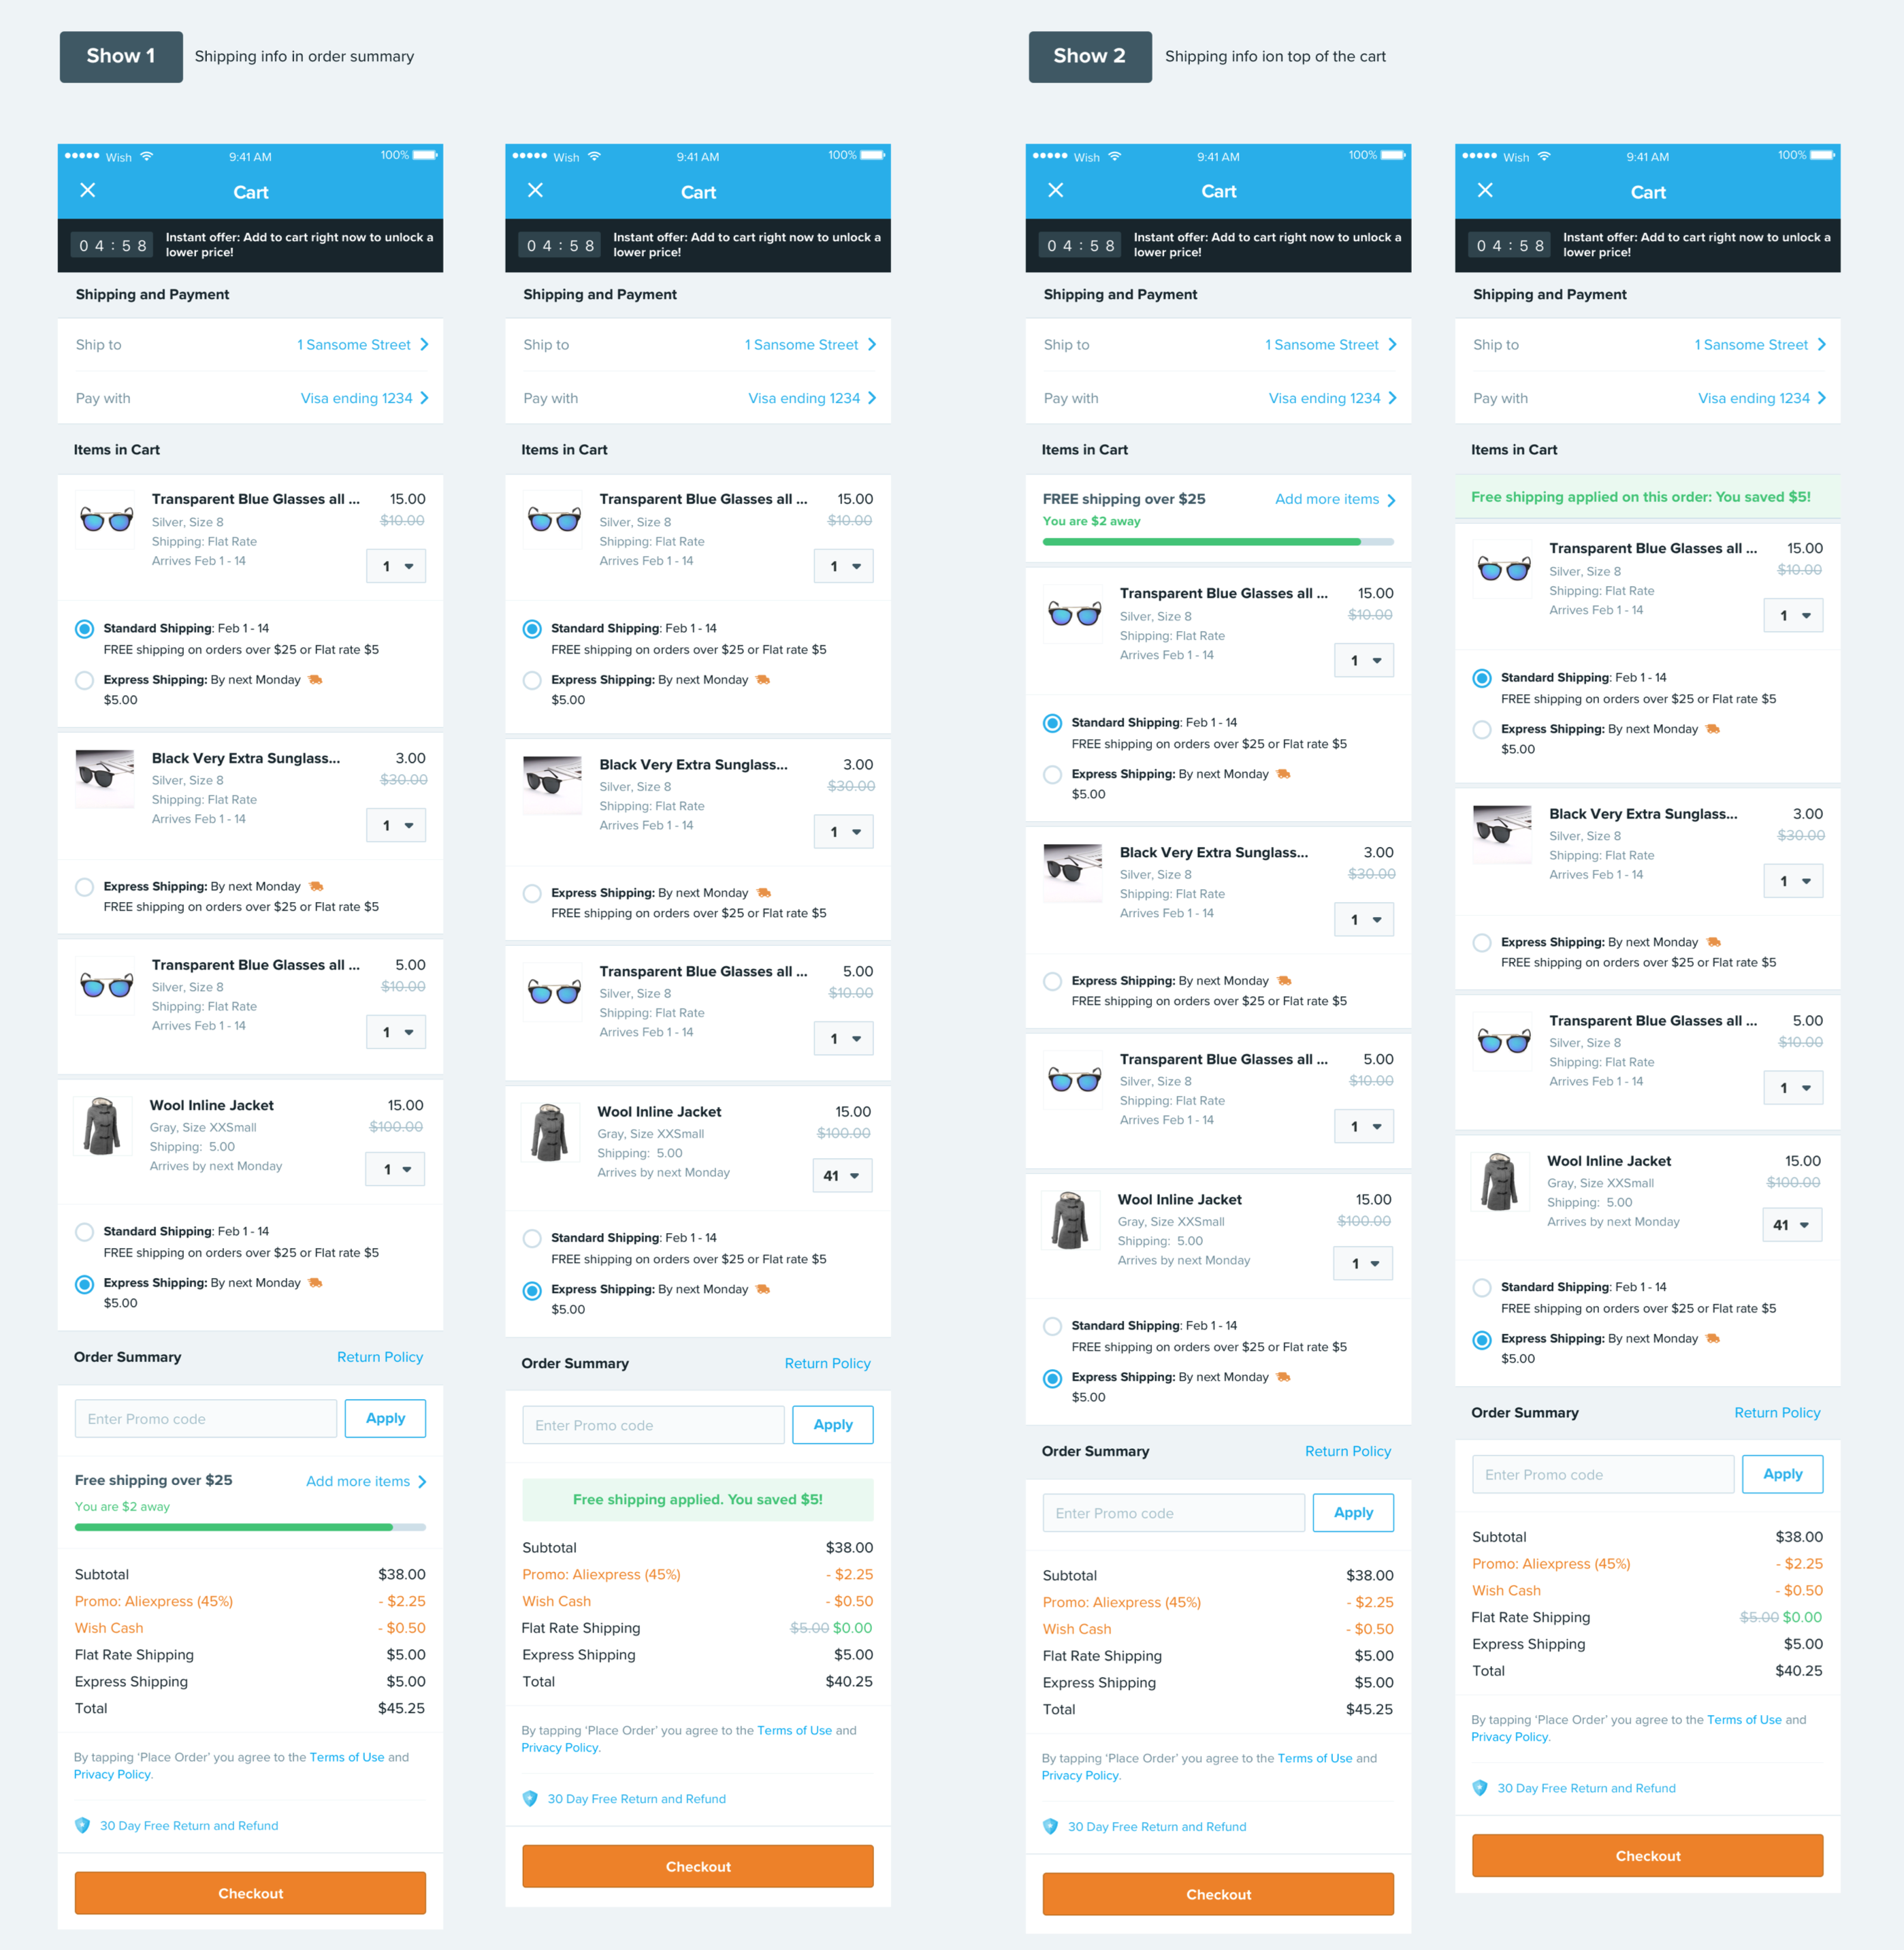 Show 1
Shipping info in order summary
Wish
9:41 AM
100%
Cart
04:58
Instant offer: Add to cart right now to unlock a
lower price!
Shipping and Payment
Ship to
1 Sansome Street
Pay with
Visa ending 1234
Items in Cart
Transparent Blue Glasses all ...
15.00
Silver, Size 8
$10.00
Shipping: Flat Rate
Arrives Feb 1 - 14
1
Standard Shipping: Feb 1 - 14
FREE shipping on orders over $25 or Flat rate $5
Express Shipping: By next Monday
$5.00
Black Very Extra Sunglass...
3.00
Silver, Size 8
$30.00
Shipping: Flat Rate
Arrives Feb 1 - 14
1
Express Shipping: By next Monday
FREE shipping on orders over $25 or Flat rate $5
Transparent Blue Glasses all ...
5.00
Silver, Size 8
$10.00
Shipping: Flat Rate
Arrives Feb 1 - 14
1
Wool Inline Jacket
15.00
Gray, Size XXSmall
$100.00
Shipping: 5.00
Arrives by next Monday
1
Standard Shipping: Feb 1 - 14
FREE shipping on orders over $25 or Flat rate $5
Express Shipping: By next Monday
$5.00
Order Summary
Return Policy
Enter Promo code
Apply
Free shipping over $25
Add more items
You are $2 away
Subtotal
$38.00
Promo: Aliexpress (45%)
- $2.25
Wish Cash
- $0.50
Flat Rate Shipping
$5.00
Express Shipping
$5.00
Total
$45.25
By tapping ‘Place Order’ you agree to the Terms of Use and
Privacy Policy.
30 Day Free Return and Refund
Checkout
Wish
9:41 AM
100%
Cart
04:58
Instant offer: Add to cart right now to unlock a
lower price!
Shipping and Payment
Ship to
1 Sansome Street
Pay with
Visa ending 1234
Items in Cart
Transparent Blue Glasses all ...
15.00
Silver, Size 8
$10.00
Shipping: Flat Rate
Arrives Feb 1 - 14
1
Standard Shipping: Feb 1 - 14
FREE shipping on orders over $25 or Flat rate $5
Express Shipping: By next Monday
$5.00
Black Very Extra Sunglass...
3.00
Silver, Size 8
$30.00
Shipping: Flat Rate
Arrives Feb 1 - 14
1
Express Shipping: By next Monday
FREE shipping on orders over $25 or Flat rate $5
Transparent Blue Glasses all ...
5.00
Silver, Size 8
$10.00
Shipping: Flat Rate
Arrives Feb 1 - 14
1
Wool Inline Jacket
15.00
Gray, Size XXSmall
$100.00
Shipping: 5.00
Arrives by next Monday
41
Standard Shipping: Feb 1 - 14
FREE shipping on orders over $25 or Flat rate $5
Express Shipping: By next Monday
$5.00
Order Summary
Return Policy
Enter Promo code
Apply
Free shipping applied. You saved $5!
Subtotal
$38.00
Promo: Aliexpress (45%)
- $2.25
Wish Cash
- $0.50
Flat Rate Shipping
$5.00 $0.00
Express Shipping
$5.00
Total
$40.25
By tapping ‘Place Order’ you agree to the Terms of Use and
Privacy Policy.
30 Day Free Return and Refund
Checkout
Show 2
Shipping info ion top of the cart
Wish
9:41 AM
100%
Cart
04:58
Instant offer: Add to cart right now to unlock a
lower price!
Shipping and Payment
Ship to
1 Sansome Street
Pay with
Visa ending 1234
Items in Cart
FREE shipping over $25
Add more items
You are $2 away
Transparent Blue Glasses all ...
15.00
Silver, Size 8
$10.00
Shipping: Flat Rate
Arrives Feb 1 - 14
1
Standard Shipping: Feb 1 - 14
FREE shipping on orders over $25 or Flat rate $5
Express Shipping: By next Monday
$5.00
Black Very Extra Sunglass...
3.00
Silver, Size 8
$30.00
Shipping: Flat Rate
Arrives Feb 1 - 14
1
Express Shipping: By next Monday
FREE shipping on orders over $25 or Flat rate $5
Transparent Blue Glasses all ...
5.00
Silver, Size 8
$10.00
Shipping: Flat Rate
Arrives Feb 1 - 14
1
Wool Inline Jacket
15.00
Gray, Size XXSmall
$100.00
Shipping: 5.00
Arrives by next Monday
1
Standard Shipping: Feb 1 - 14
FREE shipping on orders over $25 or Flat rate $5
Express Shipping: By next Monday
$5.00
Order Summary
Return Policy
Enter Promo code
Apply
Subtotal
$38.00
Promo: Aliexpress (45%)
- $2.25
Wish Cash
- $0.50
Flat Rate Shipping
$5.00
Express Shipping
$5.00
Total
$45.25
By tapping ‘Place Order’ you agree to the Terms of Use and
Privacy Policy.
30 Day Free Return and Refund
Checkout
Wish
9:41 AM
100%
Cart
04:58
Instant offer: Add to cart right now to unlock a
lower price!
Shipping and Payment
Ship to
1 Sansome Street
Pay with
Visa ending 1234
Items in Cart
Free shipping applied on this order: You saved $5!
Transparent Blue Glasses all ...
15.00
Silver, Size 8
$10.00
Shipping: Flat Rate
Arrives Feb 1 - 14
1
Standard Shipping: Feb 1 - 14
FREE shipping on orders over $25 or Flat rate $5
Express Shipping: By next Monday
$5.00
Black Very Extra Sunglass...
3.00
Silver, Size 8
$30.00
Shipping: Flat Rate
Arrives Feb 1 - 14
1
Express Shipping: By next Monday
FREE shipping on orders over $25 or Flat rate $5
Transparent Blue Glasses all ...
5.00
Silver, Size 8
$10.00
Shipping: Flat Rate
Arrives Feb 1 - 14
1
Wool Inline Jacket
15.00
Gray, Size XXSmall
$100.00
Shipping: 5.00
Arrives by next Monday
41
Standard Shipping: Feb 1 - 14
FREE shipping on orders over $25 or Flat rate $5
Express Shipping: By next Monday
$5.00
Order Summary
Return Policy
Enter Promo code
Apply
Subtotal
$38.00
Promo: Aliexpress (45%)
- $2.25
Wish Cash
- $0.50
Flat Rate Shipping
$5.00 $0.00
Express Shipping
$5.00
Total
$40.25
By tapping ‘Place Order’ you agree to the Terms of Use and
Privacy Policy.
30 Day Free Return and Refund
Checkout